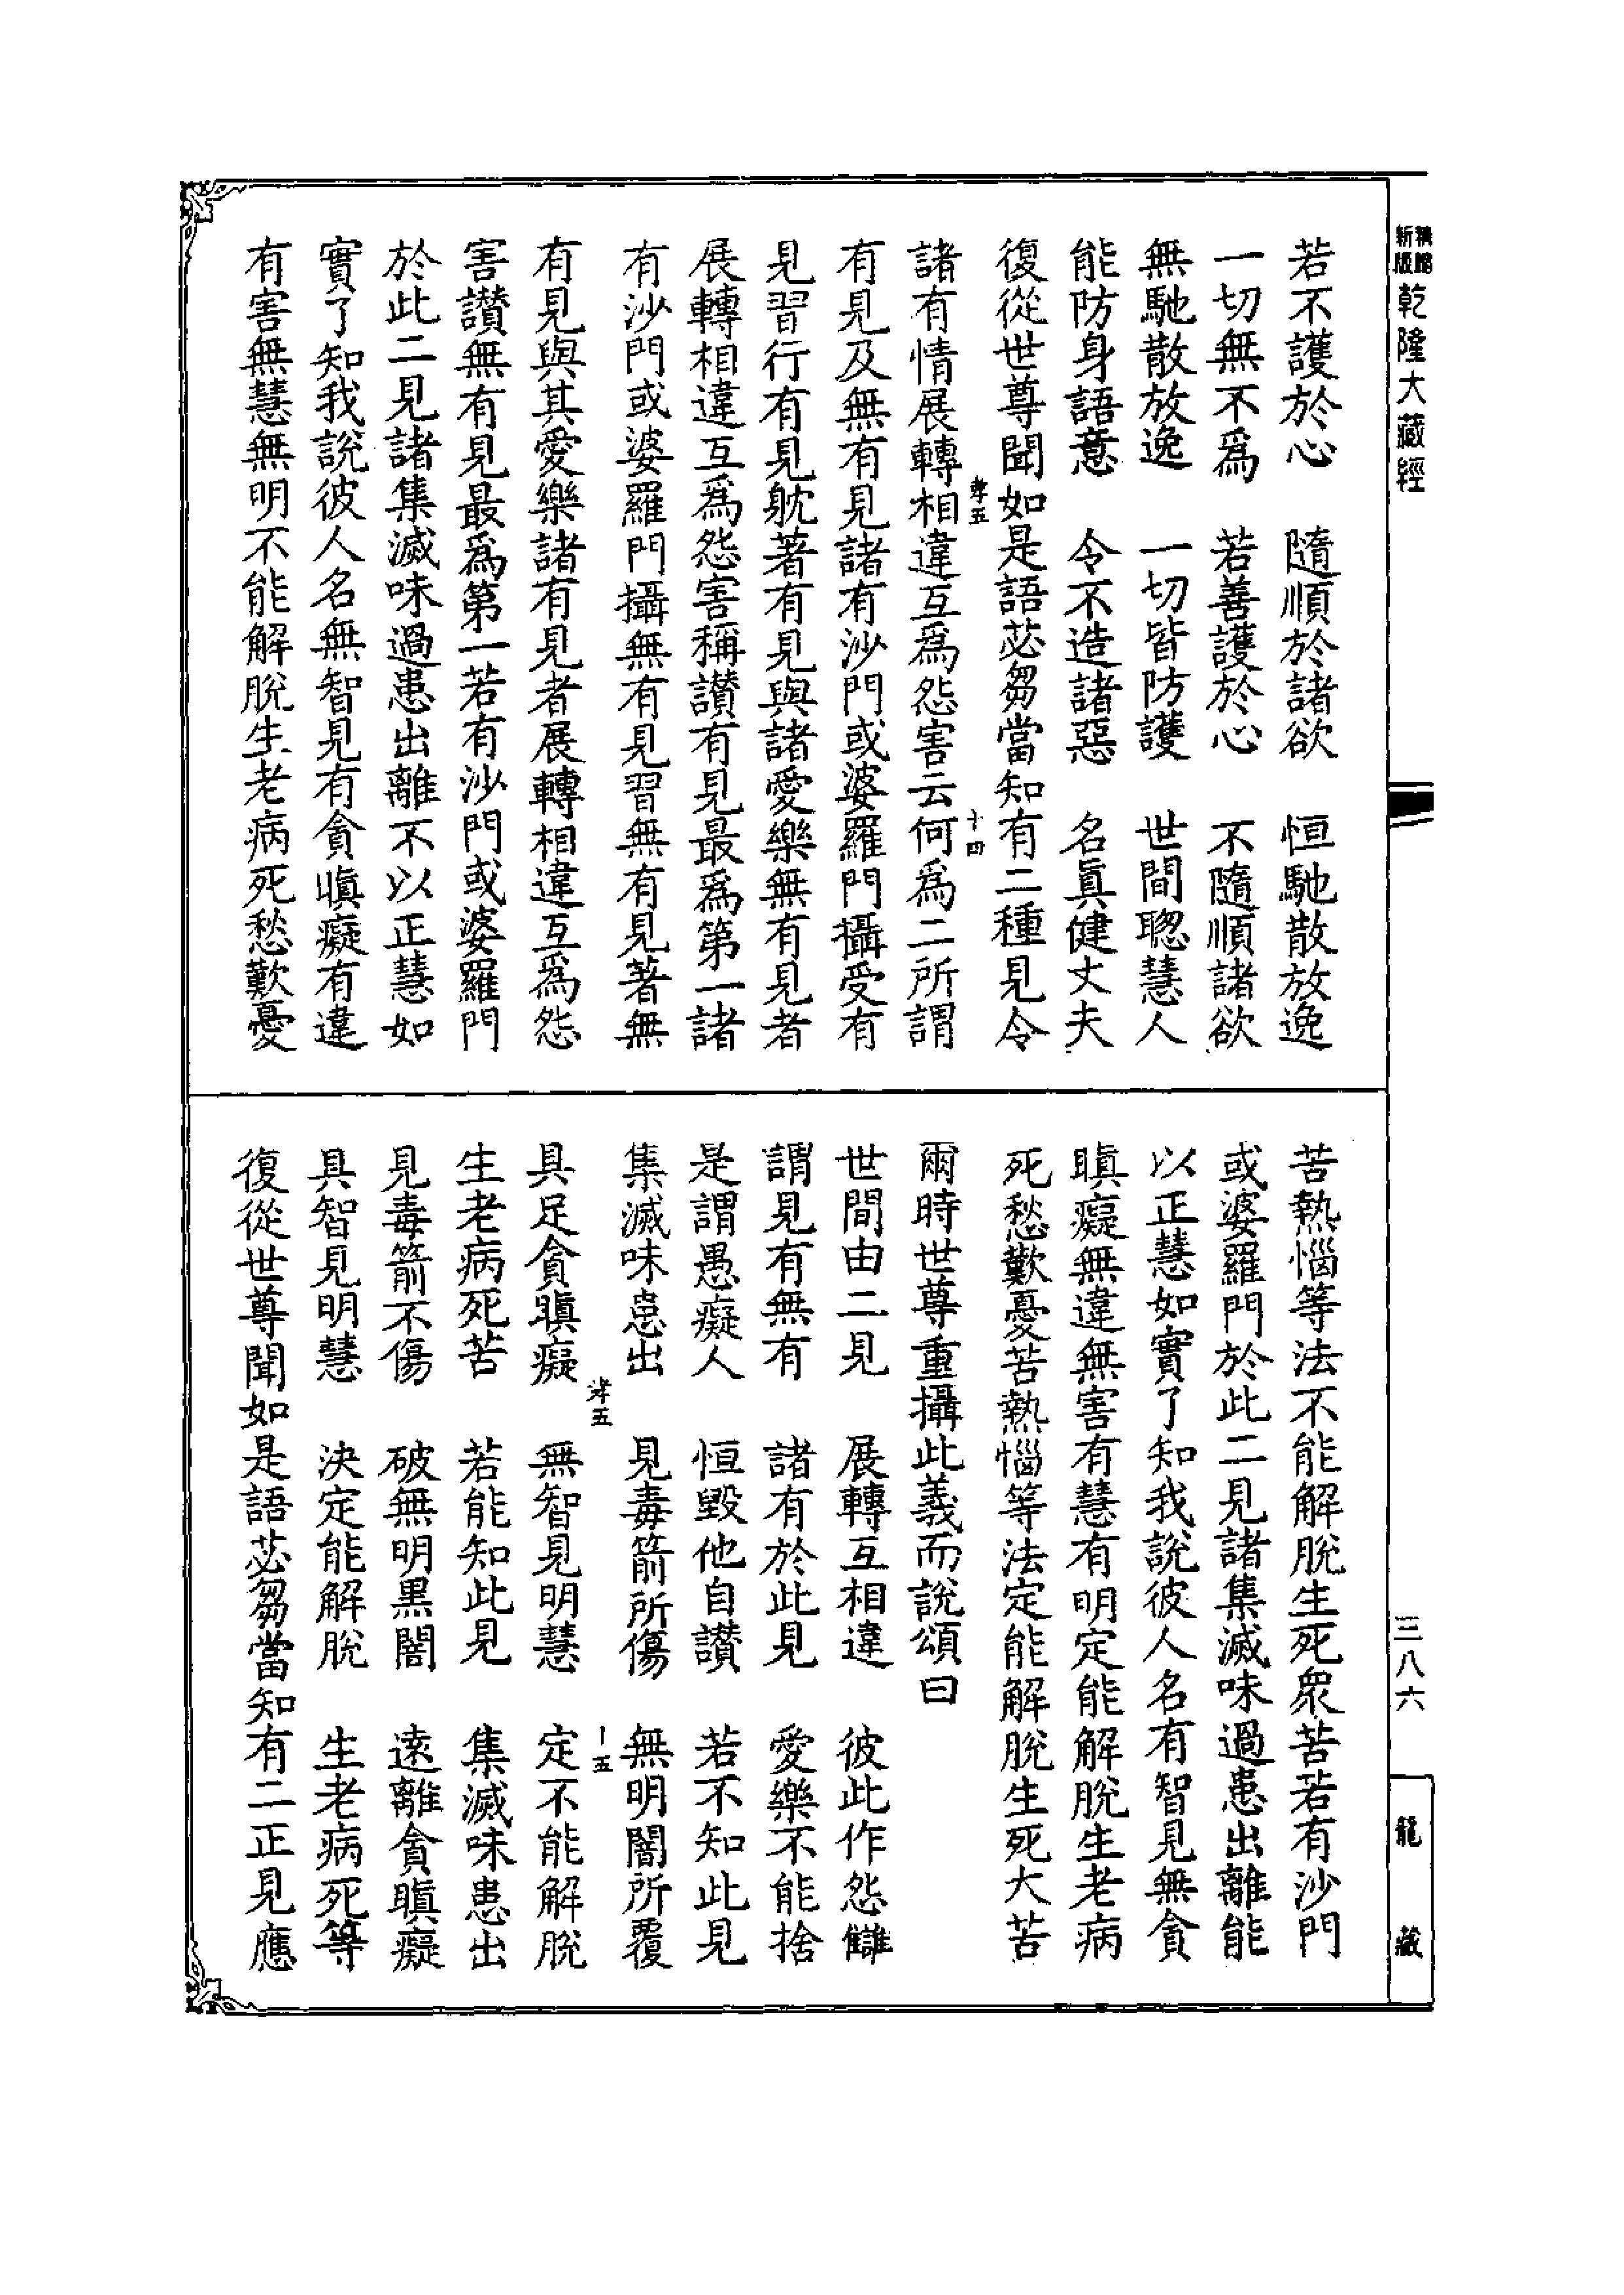 新版
精縮
乾隆大藏經
三八六
龍藏
若不護於心　隨順於諸欲　恒馳散放逸
一切無不為　若善護於心　不隨順諸欲
無馳散放逸　一切皆防護　世間聰慧人
能防身語意　令不造諸惡　名眞健丈夫
復從世尊聞如是語苾芻當知有二種見令
孝五
十四
諸有情展轉相違互為怨害云何為二所謂
有見及無有見諸有沙門或婆羅門攝受有
見習行有見躭著有見與諸愛樂無有見者
展轉相違互為怨害稱讃有見最為第一諸
有沙門或婆羅門攝無有見習無有見著無
有見與其愛樂諸有見者展轉相違互為怨
害讃無有見最為第一若有沙門或婆羅門
於此二見諸集滅味過患出離不以正慧如
實了知我說彼人名無智見有貪瞋癡有違
有害無慧無明不能解脫生老病死愁歎憂
苦熱惱等法不能解脫生死眾苦若有沙門
或婆羅門於此二見諸集滅味過患出離能
以正慧如實了知我說彼人名有智見無貪
瞋癡無違無害有慧有明定能解脫生老病
死愁歎憂苦熱惱等法定能解脫生死大苦
爾時世尊重攝此義而說頌曰
世間由二見　展轉互相違　彼此作怨讎
謂見有無有　諸有於此見　愛樂不能捨
是謂愚癡人　恒毀他自讃　若不知此見
集滅味患出　見毒箭所傷　無明闇所覆
孝五
十五
具足貪瞋癡　無智見明慧　定不能解脫
生老病死苦　若能知此見　集滅味患出
見毒箭不傷　破無明黑闇　遠離貪瞋癡
具智見明慧　決定能解脫　生老病死等
復從世尊聞如是語苾芻當知有二正見應